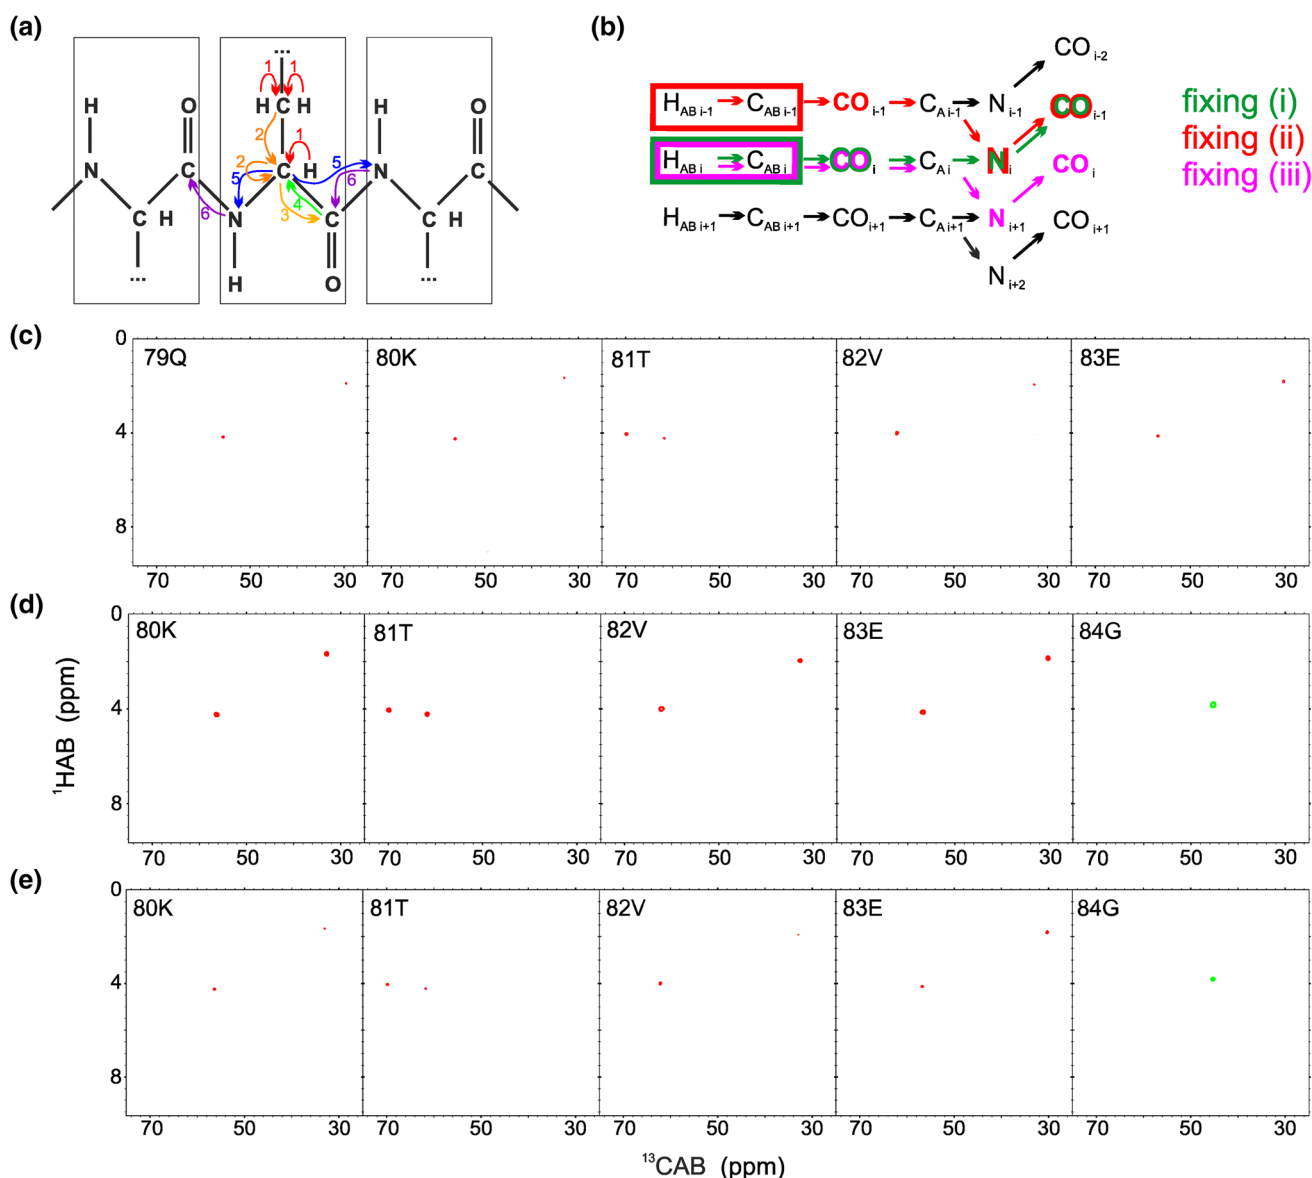 (a)
... 
H O 1 1 H O
H C H
2
N C 2 1 C H 5 N C
5 6
C H 6 N 4 3 C C H
... H O ...
(b)
CO i-2
H AB i-1 C AB i-1 CO i-1 C A i-1 N i-1 CO i-1
H AB i C AB i CO i C A i N i CO i
H AB i+1 C AB i+1 CO i+1 C A i+1 N i+1 CO i+1
N i+2
fixing (i)
fixing (ii)
fixing (iii)
(c)
0 79Q 80K 81T 82V 83E
4
8
70 50 30 70 50 30 70 50 30 70 50 30 70 50 30
(d)
0 80K 81T 82V 83E 84G
4
8
70 50 30 70 50 30 70 50 30 70 50 30 70 50 30
¹HAB (ppm)
(e)
0 80K 81T 82V 83E 84G
4
8
70 50 30 70 50 30 70 50 30 70 50 30 70 50 30
¹³CAB (ppm)